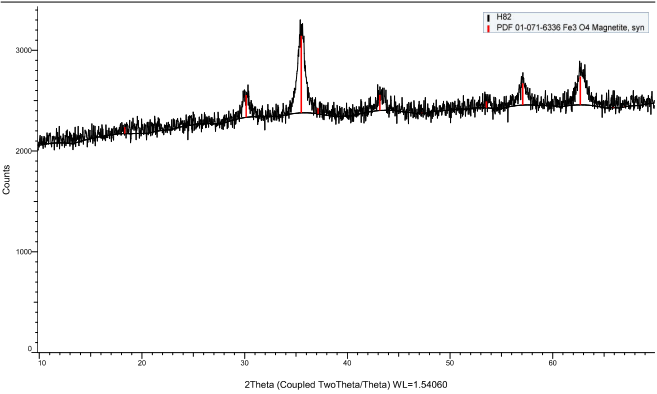 H82
PDF 01-071-6336 Fe3 O4 Magnetite, syn
3000
2000
1000
0
Counts
10 20 30 40 50 60
2Theta (Coupled TwoTheta/Theta) WL=1.54060